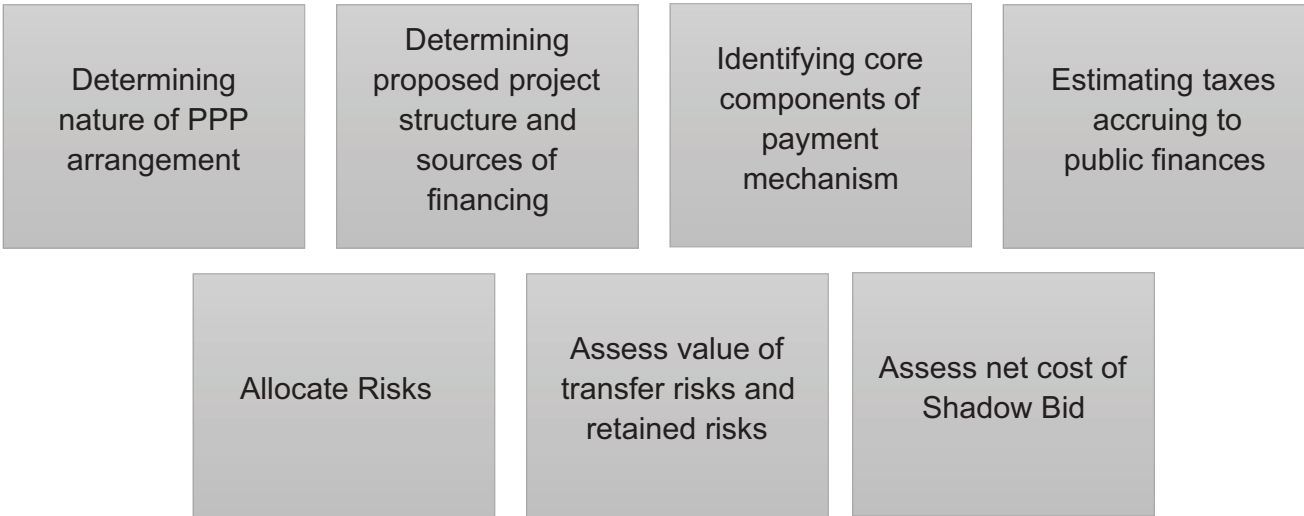 Determining
nature of PPP
arrangement
Determining
proposed project
structure and
sources of
financing
Identifying core
components of
payment
mechanism
Estimating taxes
accruing to
public finances
Allocate Risks
Assess value of
transfer risks and
retained risks
Assess net cost of
Shadow Bid